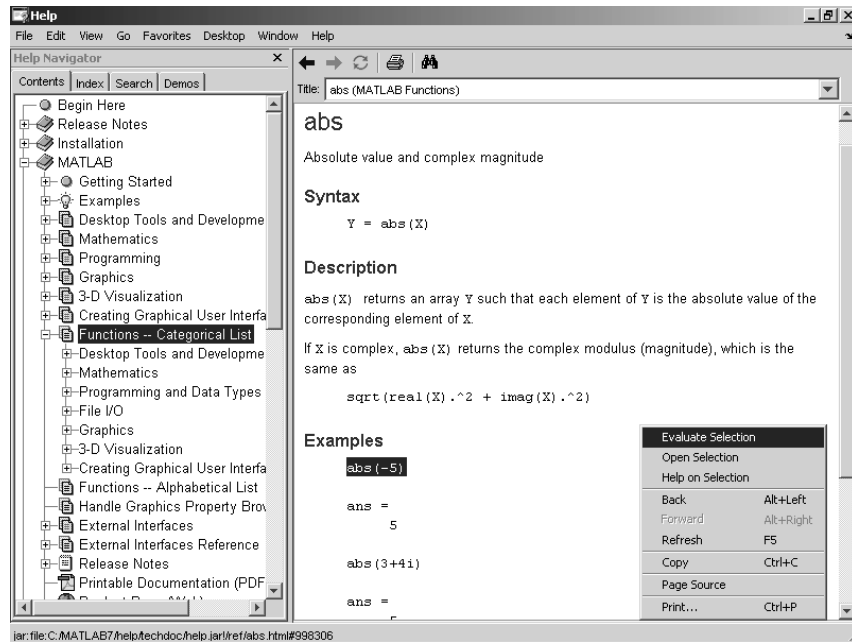 Help
File Edit View Go Favorites Desktop Window Help
Help Navigator
Contents Index Search Demos
Begin Here
Release Notes
Installation
MATLAB
Getting Started
Examples
Desktop Tools and Developme
Mathematics
Programming
Graphics
3-D Visualization
Creating Graphical User Interfa
Functions -- Categorical List
Desktop Tools and Developme
Mathematics
Programming and Data Types
File I/O
Graphics
3-D Visualization
Creating Graphical User Interfa
Functions -- Alphabetical List
Handle Graphics Property Brov
External Interfaces
External Interfaces Reference
Release Notes
Printable Documentation (PDF
Title: abs (MATLAB Functions)
abs
Absolute value and complex magnitude
Syntax
Y = abs(X)
Description
abs(X) returns an array Y such that each element of Y is the absolute value of the
corresponding element of X.
If X is complex, abs(X) returns the complex modulus (magnitude), which is the
same as
sqrt(real(X).^2 + imag(X).^2)
Examples
abs(-5)
ans =
5
abs(3+4i)
ans =
5
Evaluate Selection
Open Selection
Help on Selection
Back Alt+Left
Forward Alt+Right
Refresh F5
Copy Ctrl+C
Page Source
Print... Ctrl+P
jar:file:C:/MATLAB7/help/techdoc/help.jar!/ref/abs.html#998306